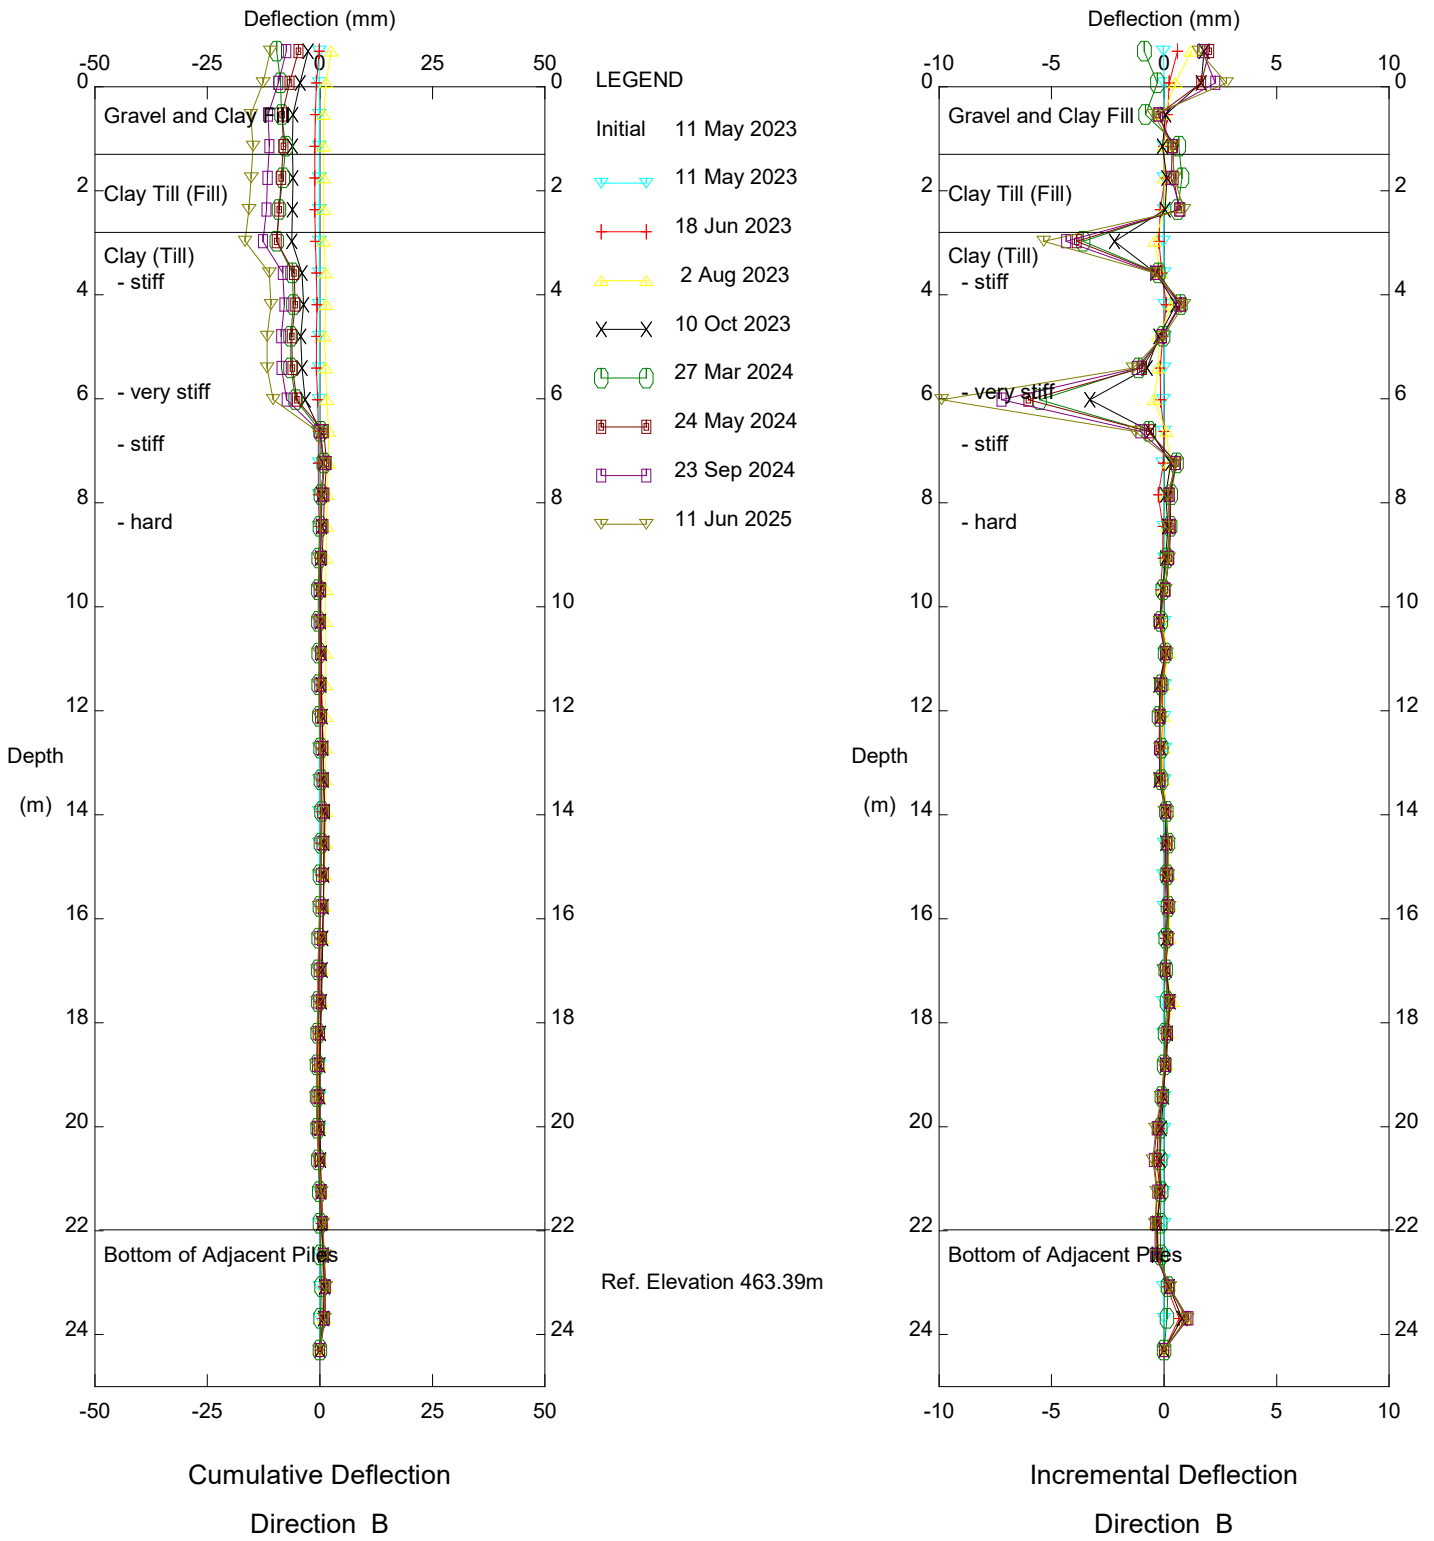 Deflection (mm)
-50 -25 0 25 50
0 0
Gravel and Clay Fill
2 2
Clay Till (Fill)
Clay (Till)
- stiff
4 4
- very stiff
6 6
- stiff
8 8
- hard
10 10
12 12
Depth
(m)
14 14
16 16
18 18
20 20
22 22
Bottom of Adjacent Piles
24 24
-50 -25 0 25 50
Cumulative Deflection
Direction B
LEGEND
Initial 11 May 2023
11 May 2023
18 Jun 2023
2 Aug 2023
10 Oct 2023
27 Mar 2024
24 May 2024
23 Sep 2024
11 Jun 2025
Ref. Elevation 463.39m
Deflection (mm)
-10 -5 0 5 10
0 0
Gravel and Clay Fill
2 2
Clay Till (Fill)
Clay (Till)
- stiff
4 4
- very stiff
6 6
- stiff
8 8
- hard
10 10
12 12
Depth
(m)
14 14
16 16
18 18
20 20
22 22
Bottom of Adjacent Piles
24 24
-10 -5 0 5 10
Incremental Deflection
Direction B